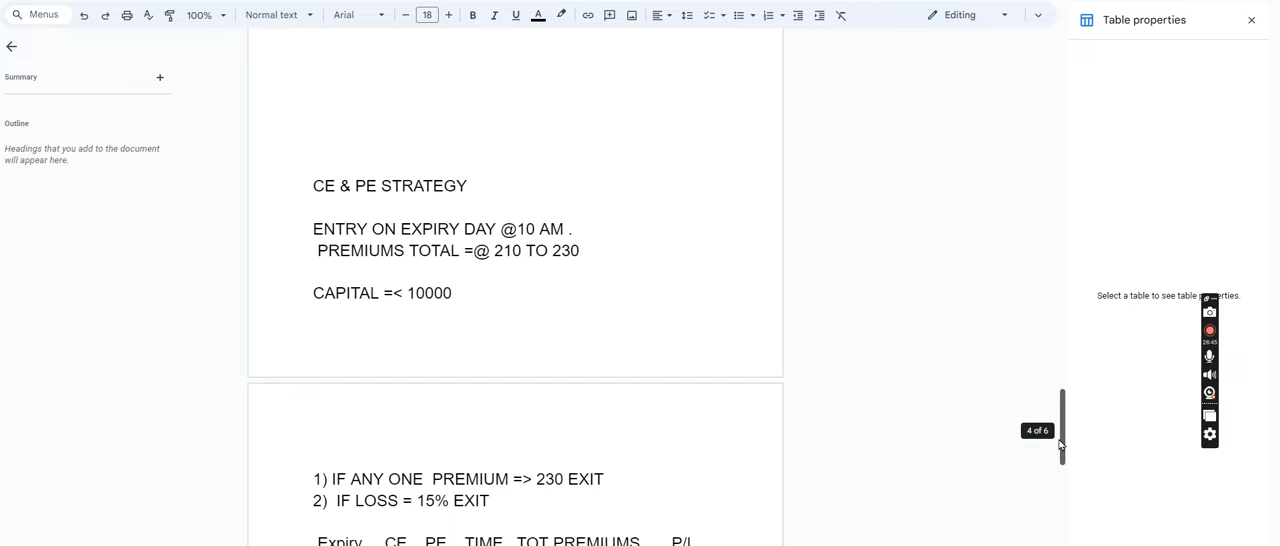 Menus
100%
Normal text
Arial
18
B I U A
Editing
Table properties
Summary
Outline
Headings that you add to the document
will appear here.
CE & PE STRATEGY
ENTRY ON EXPIRY DAY @10 AM .
PREMIUMS TOTAL =@ 210 TO 230
CAPITAL =< 10000
Select a table to see table p erties.
26:45
4 of 6
1) IF ANY ONE PREMIUM => 230 EXIT
2) IF LOSS = 15% EXIT
Expiry CE PE TIME TOT PREMIUMS P/L